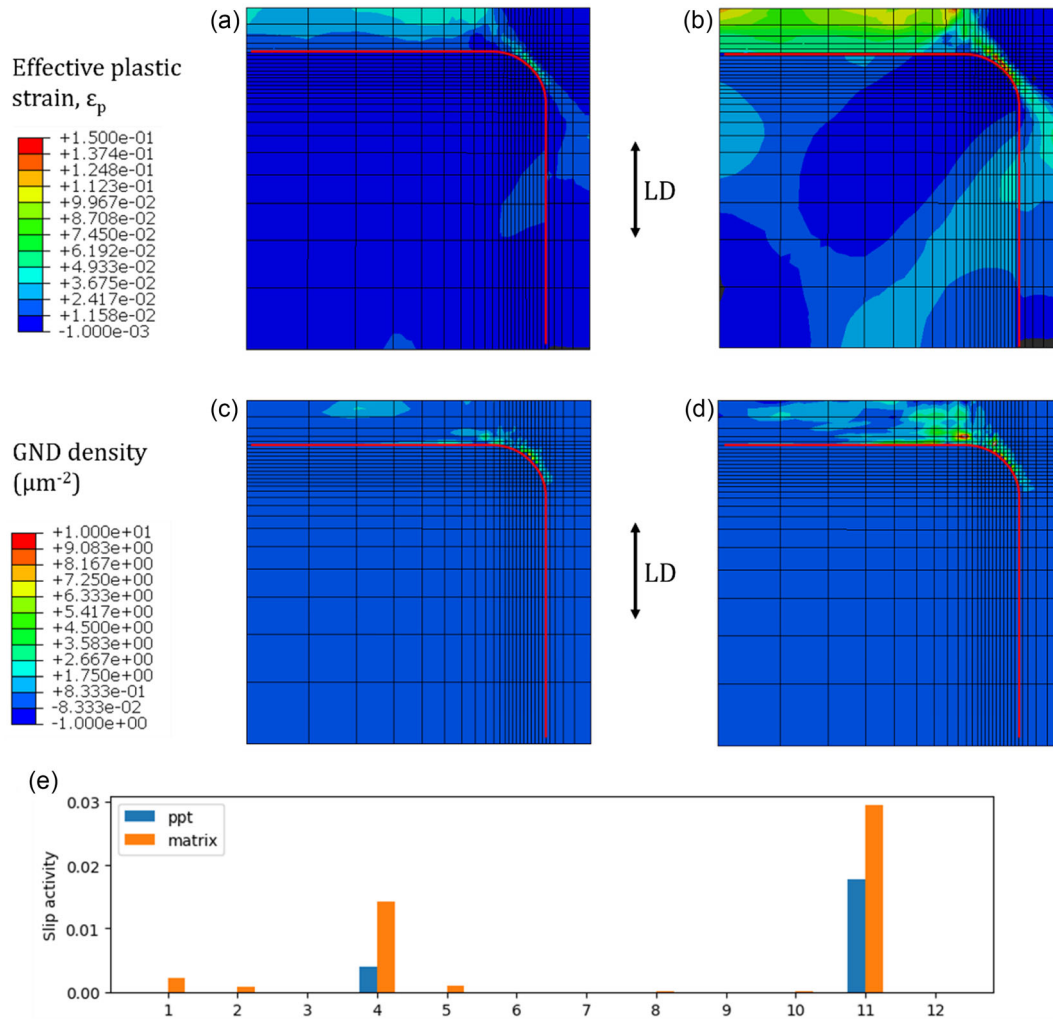 (a)
(b)
Effective plastic
strain, εp
+1.500e-01
+1.374e-01
+1.248e-01
+1.123e-01
+9.967e-02
+8.708e-02
+7.450e-02
+6.192e-02
+4.933e-02
+3.675e-02
+2.417e-02
+1.158e-02
-1.000e-03
LD
(c)
(d)
GND density
(μm-2)
+1.000e+01
+9.083e+00
+8.167e+00
+7.250e+00
+6.333e+00
+5.417e+00
+4.500e+00
+3.583e+00
+2.667e+00
+1.750e+00
+8.333e-01
-8.333e-02
-1.000e+00
LD
(e)
ppt
matrix
Slip activity
0.03
0.02
0.01
0.00
1 2 3 4 5 6 7 8 9 10 11 12